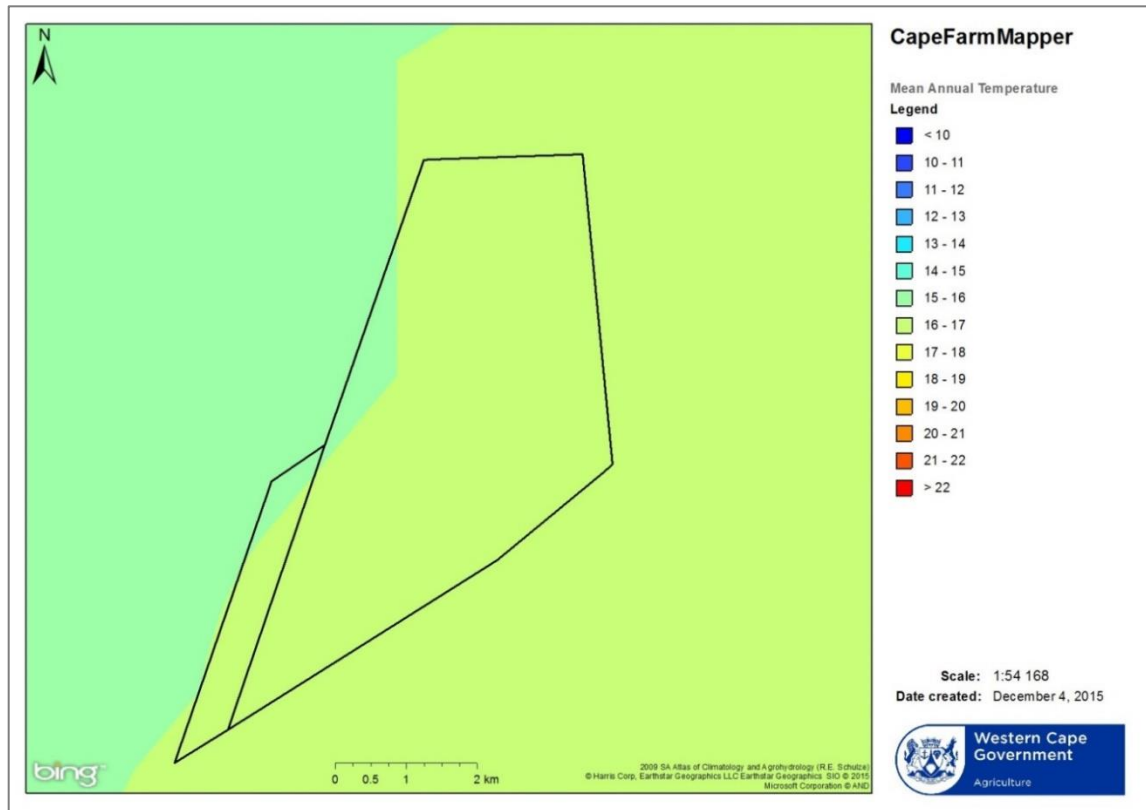 N
CapeFarmMapper
Mean Annual Temperature
Legend
< 10
10 - 11
11 - 12
12 - 13
13 - 14
14 - 15
15 - 16
16 - 17
17 - 18
18 - 19
19 - 20
20 - 21
21 - 22
> 22
Scale: 1:54 168
Date created: December 4, 2015
Western Cape
Government
Agriculture
bing
0 0.5 1 2 km
2009 SA Atlas of Climatology and Agrohydrology (R.E. Schulze)
© Harris Corp, Earthstar Geographics LLC Earthstar Geographics SIO © 2015
Microsoft Corporation © AND